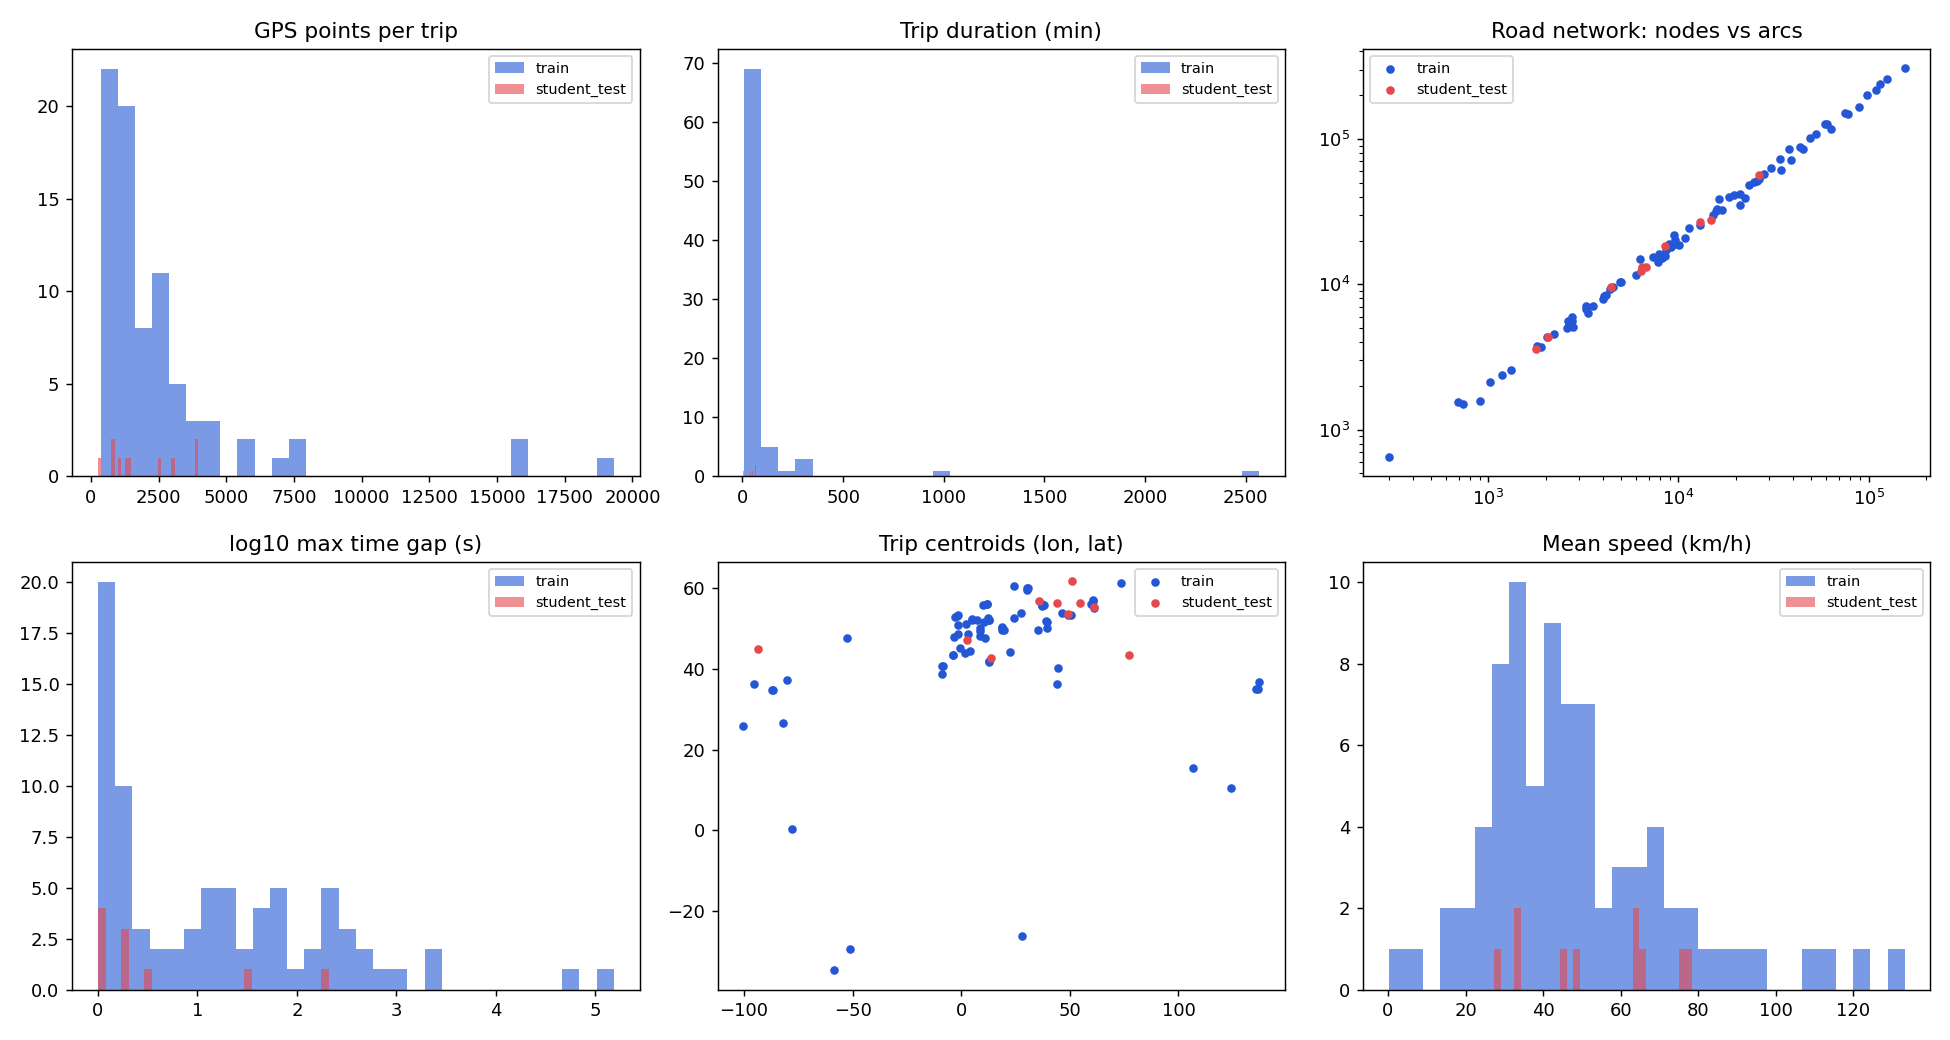 GPS points per trip
train
student_test
20
15
10
5
0
0 2500 5000 7500 10000 12500 15000 17500 20000
Trip duration (min)
train
student_test
70
60
50
40
30
20
10
0
0 500 1000 1500 2000 2500
Road network: nodes vs arcs
train
student_test
10⁵
10⁴
10³
10³ 10⁴ 10⁵
log10 max time gap (s)
train
student_test
20.0
17.5
15.0
12.5
10.0
7.5
5.0
2.5
0.0
0 1 2 3 4 5
Trip centroids (lon, lat)
train
student_test
60
40
20
0
−20
−100 −50 0 50 100
Mean speed (km/h)
train
student_test
10
8
6
4
2
0
0 20 40 60 80 100 120